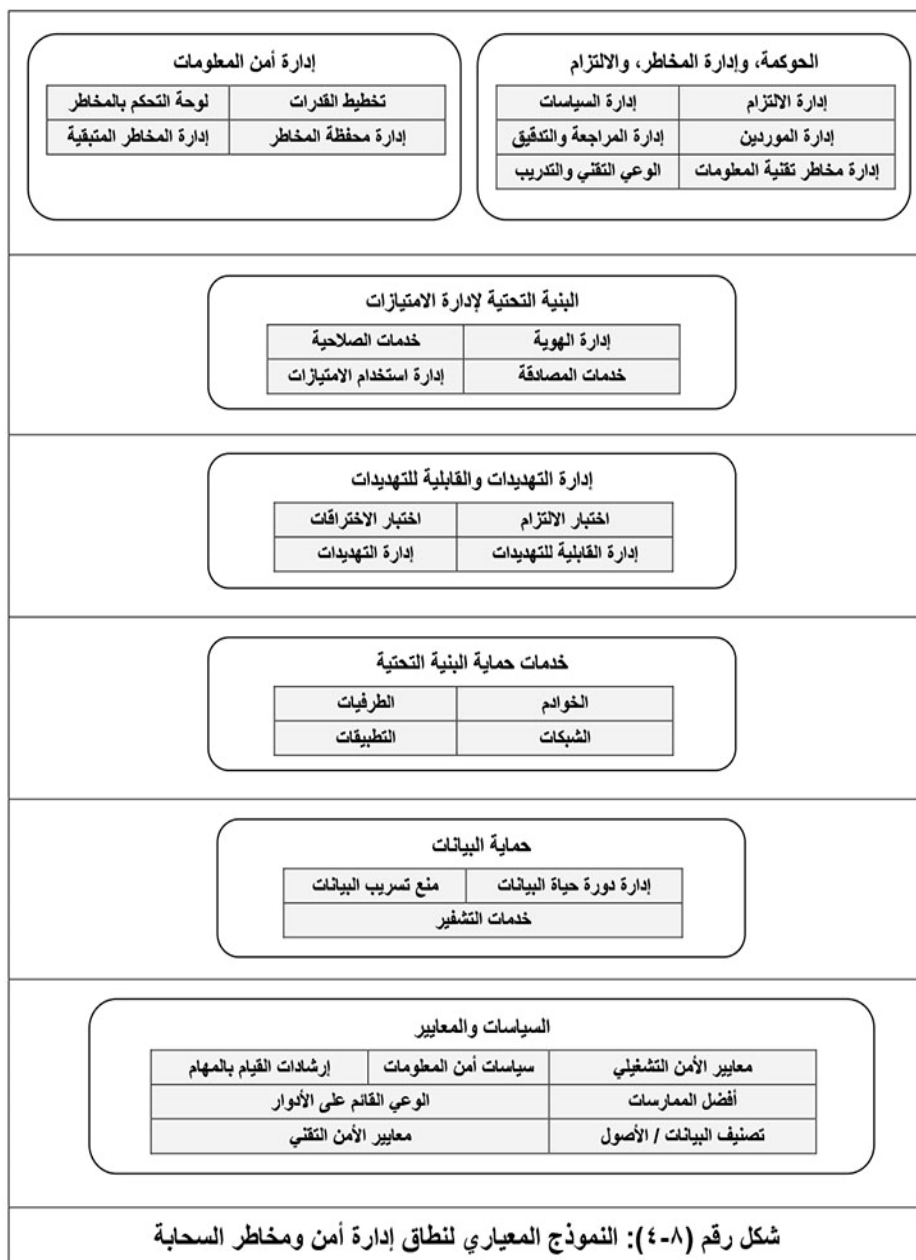 الحوكمة، وإدارة المخاطر، والالتزام
إدارة الالتزام
إدارة السياسات
إدارة الموردين
إدارة المراجعة والتدقيق
إدارة مخاطر تقنية المعلومات
الوعي التقني والتدريب
إدارة أمن المعلومات
تخطيط القدرات
لوحة التحكم بالمخاطر
إدارة محفظة المخاطر
إدارة المخاطر المتبقية
البنية التحتية لإدارة الامتيازات
إدارة الهوية
خدمات الصلاحية
خدمات المصادقة
إدارة استخدام الامتيازات
إدارة التهديدات والقابلية للتهديدات
اختبار الالتزام
اختبار الاختراقات
إدارة القابلية للتهديدات
إدارة التهديدات
خدمات حماية البنية التحتية
الخوادم
الطرفيات
الشبكات
التطبيقات
حماية البيانات
إدارة دورة حياة البيانات
منع تسريب البيانات
خدمات التشفير
السياسات والمعايير
معايير الأمن التشغيلي
سياسات أمن المعلومات
إرشادات القيام بالمهام
أفضل الممارسات
الوعي القائم على الأدوار
تصنيف البيانات / الأصول
معايير الأمن التقني
شكل رقم (٨-٤): النموذج المعياري لنطاق إدارة أمن ومخاطر السحابة